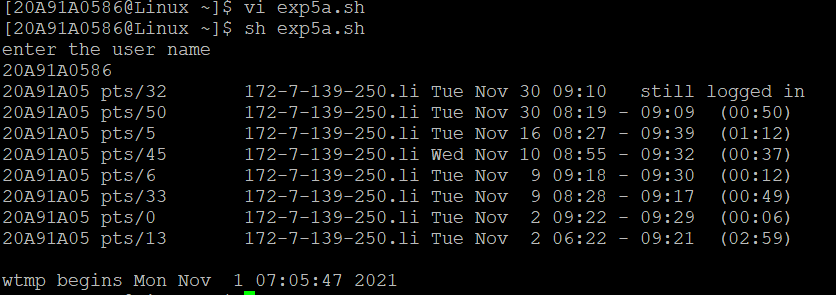 [20A91A0586@Linux ~]$ vi exp5a.sh
[20A91A0586@Linux ~]$ sh exp5a.sh
enter the user name
20A91A0586
20A91A05 pts/32       172-7-139-250.li Tue Nov 30 09:10   still logged in
20A91A05 pts/50       172-7-139-250.li Tue Nov 30 08:19 - 09:09  (00:50)
20A91A05 pts/5        172-7-139-250.li Tue Nov 16 08:27 - 09:39  (01:12)
20A91A05 pts/45       172-7-139-250.li Wed Nov 10 08:55 - 09:32  (00:37)
20A91A05 pts/6        172-7-139-250.li Tue Nov  9 09:18 - 09:30  (00:12)
20A91A05 pts/33       172-7-139-250.li Tue Nov  9 08:28 - 09:17  (00:49)
20A91A05 pts/0        172-7-139-250.li Tue Nov  2 09:22 - 09:29  (00:06)
20A91A05 pts/13       172-7-139-250.li Tue Nov  2 06:22 - 09:21  (02:59)
wtmp begins Mon Nov  1 07:05:47 2021